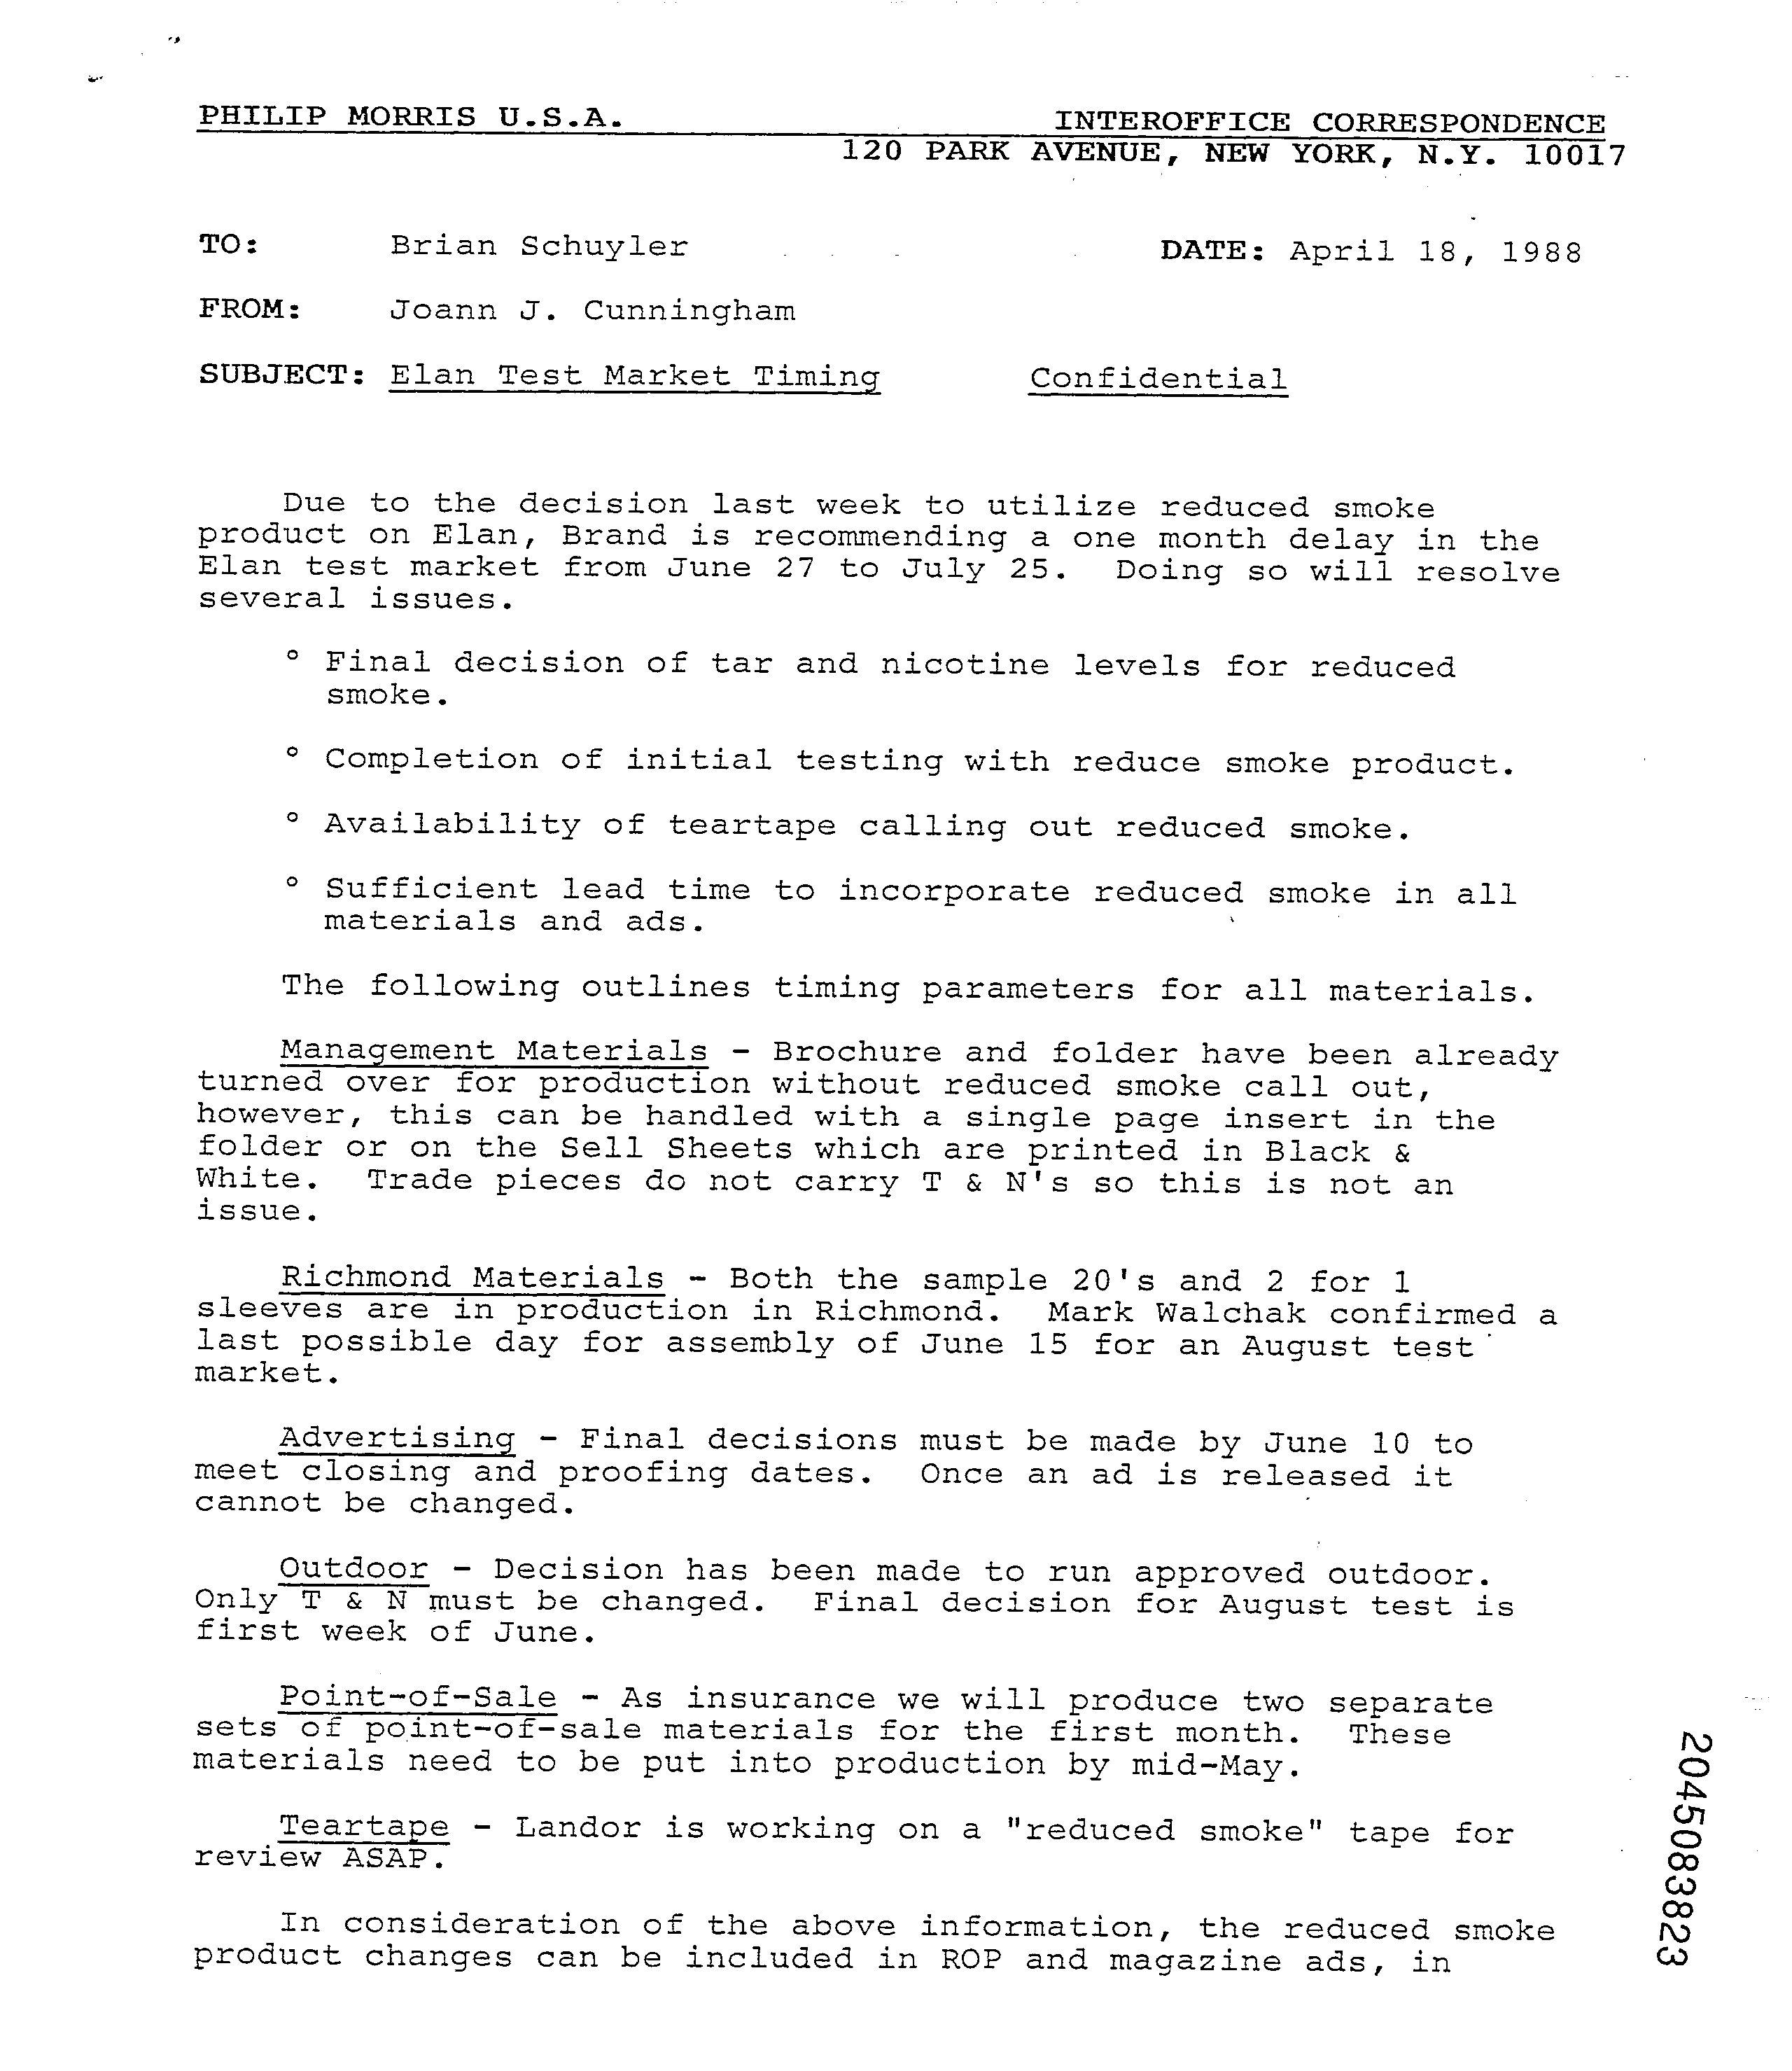 PHILIP MORRIS U.S.A. INTEROFFICE CORRESPONDENCE
120 PARK AVENUE, NEW YORK, N.Y. 10017
TO: Brian Schuyler DATE: April 18, 1988
FROM: Joann J. Cunningham
SUBJECT: Elan Test Market Timing Confidential
Due to the decision last week to utilize reduced smoke
product on Elan, Brand is recommending a one month delay in the
Elan test market from June 27 to July 25. Doing so will resolve
several issues.
° Final decision of tar and nicotine levels for reduced
smoke.
° Completion of initial testing with reduce smoke product.
° Availability of teartape calling out reduced smoke.
° Sufficient lead time to incorporate reduced smoke in all
materials and ads.
The following outlines timing parameters for all materials.
Management Materials - Brochure and folder have been already
turned over for production without reduced smoke call out,
however, this can be handled with a single page insert in the
folder or on the Sell Sheets which are printed in Black &
White. Trade pieces do not carry T & N's so this is not an
issue.
Richmond Materials - Both the sample 20's and 2 for 1
sleeves are in production in Richmond. Mark Walchak confirmed a
last possible day for assembly of June 15 for an August test
market.
Advertising - Final decisions must be made by June 10 to
meet closing and proofing dates. Once an ad is released it
cannot be changed.
Outdoor - Decision has been made to run approved outdoor.
Only T & N must be changed. Final decision for August test is
first week of June.
Point-of-Sale - As insurance we will produce two separate
sets of point-of-sale materials for the first month. These
materials need to be put into production by mid-May.
Teartape - Landor is working on a "reduced smoke" tape for
review ASAP.
In consideration of the above information, the reduced smoke
product changes can be included in ROP and magazine ads, in
2045083823